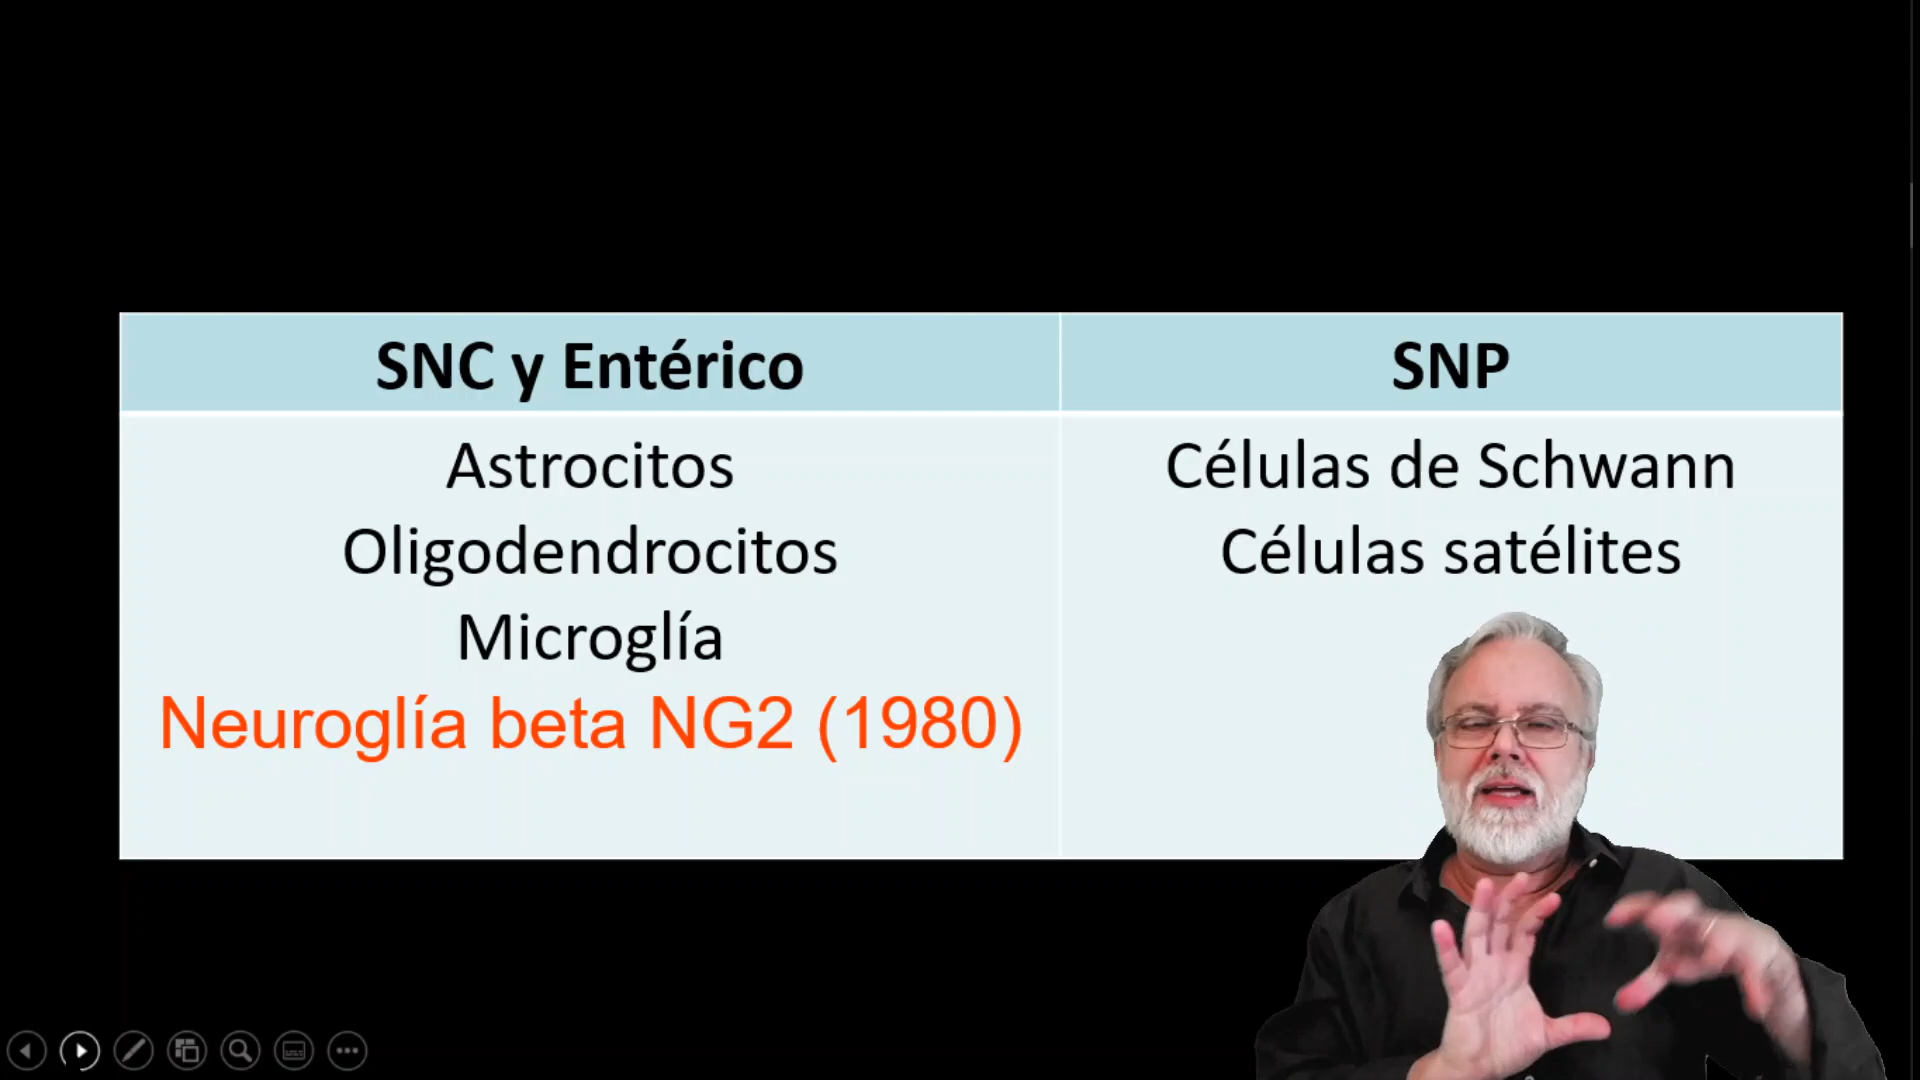 SNC y Entérico
SNP
Astrocitos
Oligodendrocitos
Microglía
Neuroglía beta NG2 (1980)
Células de Schwann
Células satélites